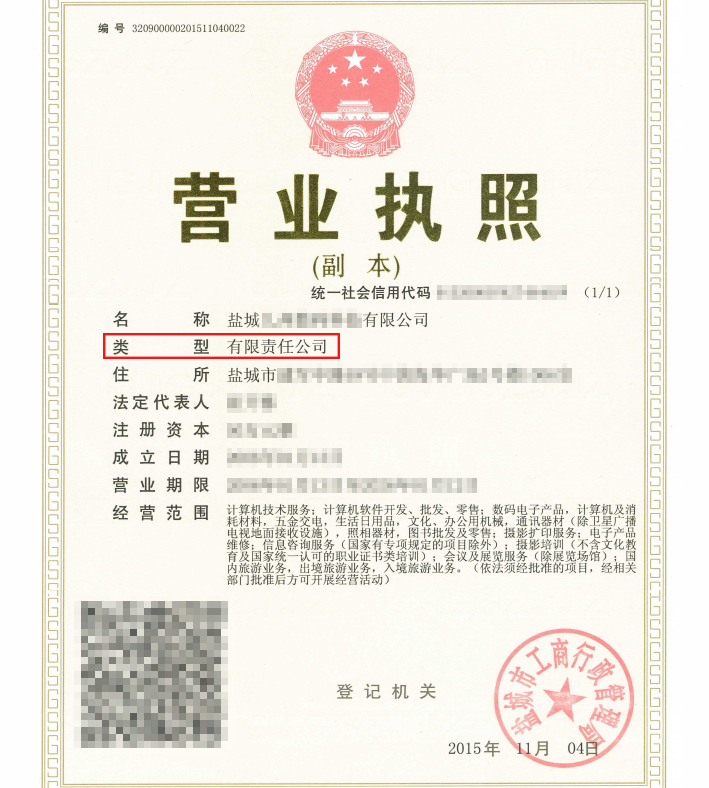 编 号 320900000201511040022
营业执照
(副 本)
统一社会信用代码 （1/1）
名 称 盐城 有限公司
类 型 有限责任公司
住 所 盐城市
法定代表人
注册资本
成立日期
营业期限
经营范围 计算机技术服务；计算机软件开发、批发、零售；数码电子产品，计算机及消
耗材料，五金交电，生活日用品，文化、办公用机械，通讯器材（除卫星广播
电视地面接收设施），照相器材，图书批发及零售；摄影扩印服务；电子产品
维修；信息咨询服务（国家有专项规定的项目除外）；摄影培训（不含文化教
育及国家统一认可的职业证书类培训）；会议及展览服务（除展览场馆）；国
内旅游业务，出境旅游业务，入境旅游业务。（依法须经批准的项目，经相关
部门批准后方可开展经营活动）
登记机关
盐城市工商行政管理局
2015年 11月 04日